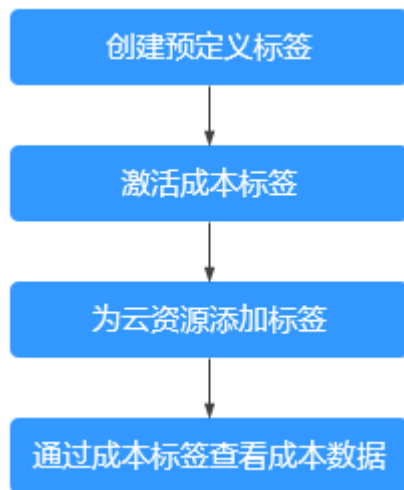 创建预定义标签
激活成本标签
为云资源添加标签
通过成本标签查看成本数据